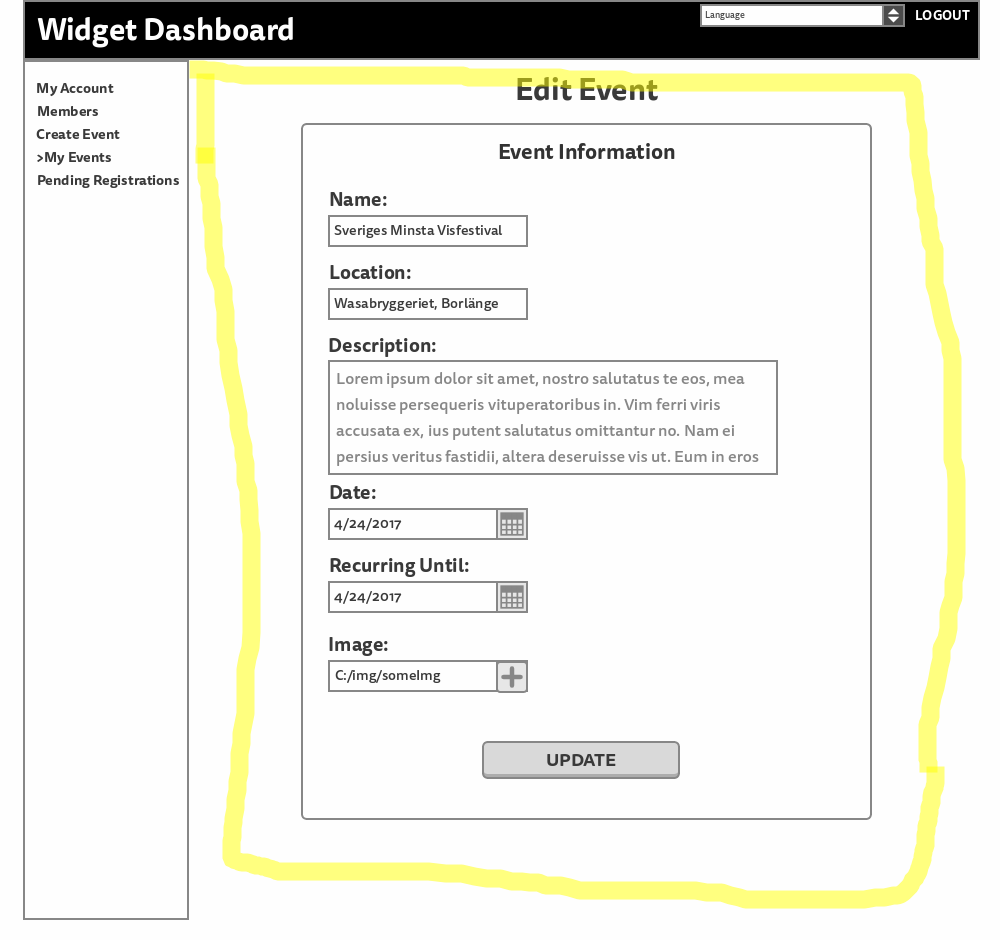 Widget Dashboard
Language
LOGOUT
My Account
Members
Create Event
>My Events
Pending Registrations
Edit Event
Event Information
Name:
Sveriges Minsta Visfestival
Location:
Wasabryggeriet, Borlänge
Description:
Lorem ipsum dolor sit amet, nostro salutatus te eos, mea
noluisse persequeris vituperatoribus in. Vim ferri viris
accusata ex, ius putent salutatus omittantur no. Nam ei
persius veritus fastidii, altera deseruisse vis ut. Eum in eros
Date:
4/24/2017
Recurring Until:
4/24/2017
Image:
C:/img/someImg
UPDATE